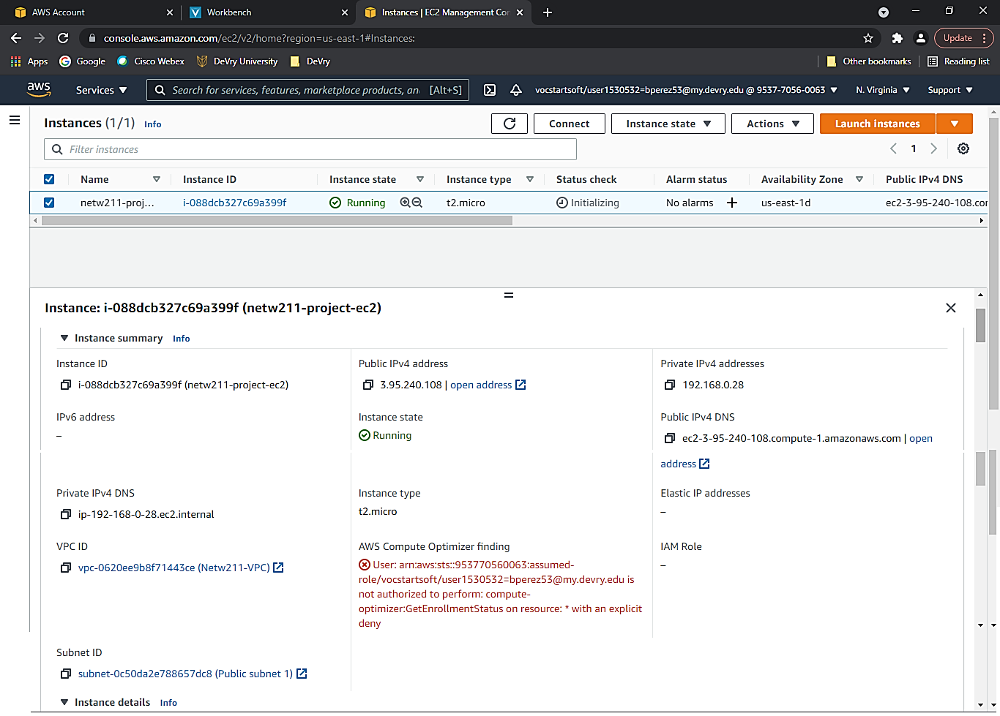 AWS Account
Workbench
Instances | EC2 Management Cor
console.aws.amazon.com/ec2/v2/home?region=us-east-1#Instances:
Update
Apps
Google
Cisco Webex
DeVry University
DeVry
Other bookmarks
Reading list
aws
Services
Search for services, features, marketplace products, an [Alt+S]
vocstartsoft/user1530532=bperez53@my.devry.edu @ 9537-7056-0063
N. Virginia
Support
Instances (1/1) Info
Connect
Instance state
Actions
Launch instances
Filter instances
1
Name Instance ID Instance state Instance type Status check Alarm status Availability Zone Public IPv4 DNS
netw211-proj... i-088dcb327c69a399f Running t2.micro Initializing No alarms us-east-1d ec2-3-95-240-108.cor
Instance: i-088dcb327c69a399f (netw211-project-ec2)
Instance summary Info
Instance ID
i-088dcb327c69a399f (netw211-project-ec2)
Public IPv4 address
3.95.240.108 | open address
Private IPv4 addresses
192.168.0.28
IPv6 address
–
Instance state
Running
Public IPv4 DNS
ec2-3-95-240-108.compute-1.amazonaws.com | open
address
Private IPv4 DNS
ip-192-168-0-28.ec2.internal
Instance type
t2.micro
Elastic IP addresses
–
VPC ID
vpc-0620ee9b8f71443ce (Netw211-VPC)
AWS Compute Optimizer finding
User: arn:aws:sts::953770560063:assumed-
role/vocstartsoft/user1530532=bperez53@my.devry.edu is
not authorized to perform: compute-
optimizer:GetEnrollmentStatus on resource: * with an explicit
deny
IAM Role
–
Subnet ID
subnet-0c50da2e788657dc8 (Public subnet 1)
Instance details Info